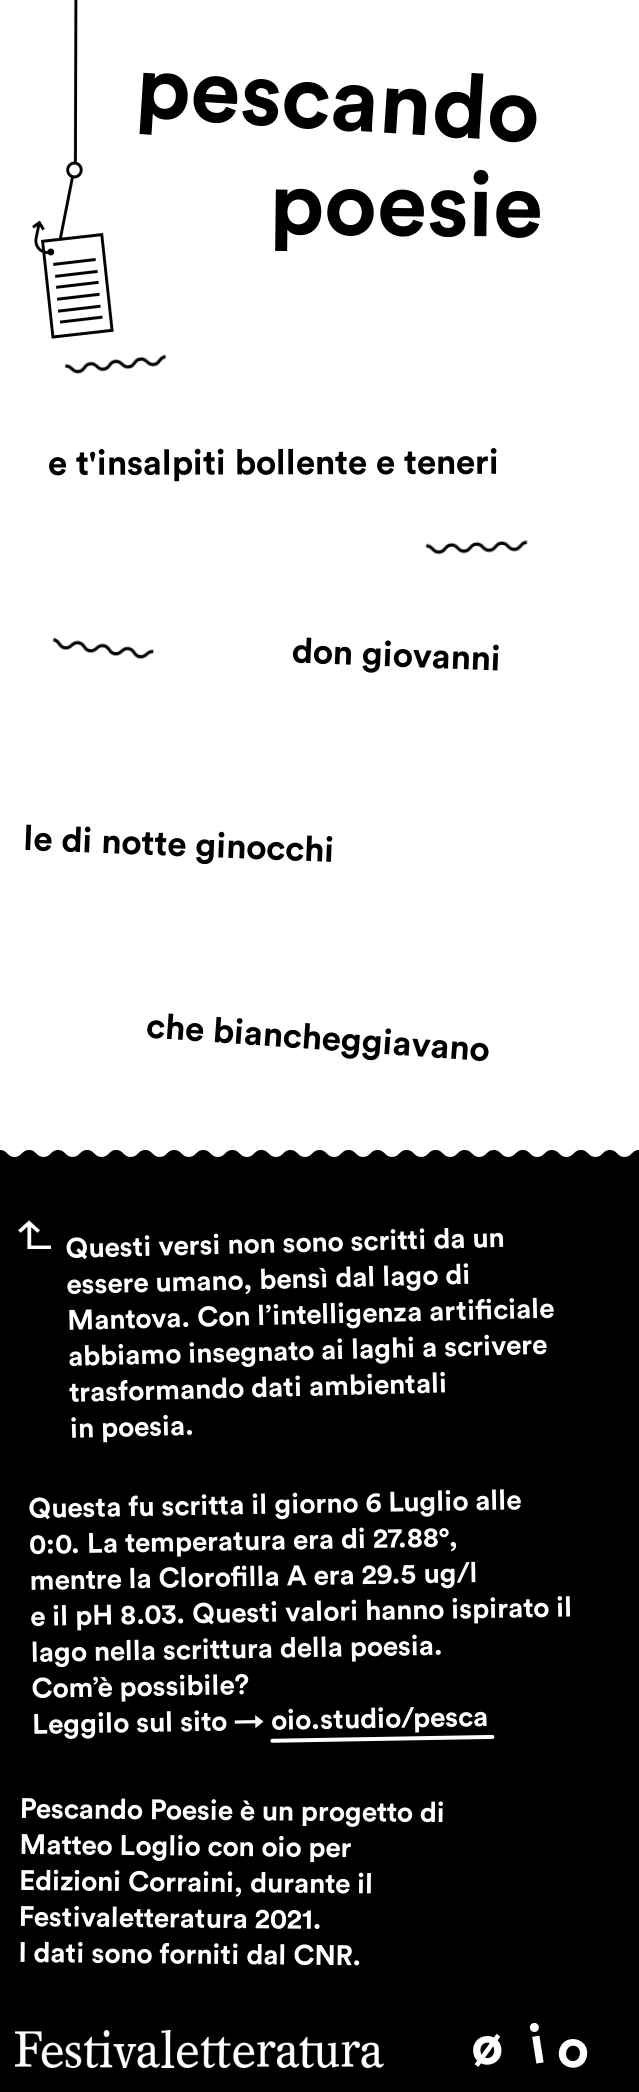 pescando
poesie
e t'insalpiti bollente e teneri
don giovanni
le di notte ginocchi
che biancheggiavano
Questi versi non sono scritti da un
essere umano, bensì dal lago di
Mantova. Con l’intelligenza artificiale
abbiamo insegnato ai laghi a scrivere
trasformando dati ambientali
in poesia.
Questa fu scritta il giorno 6 Luglio alle
0:0. La temperatura era di 27.88°,
mentre la Clorofilla A era 29.5 ug/l
e il pH 8.03. Questi valori hanno ispirato il
lago nella scrittura della poesia.
Com’è possibile?
Leggilo sul sito → oio.studio/pesca
Pescando Poesie è un progetto di
Matteo Loglio con oio per
Edizioni Corraini, durante il
Festivaletteratura 2021.
I dati sono forniti dal CNR.
Festivaletteratura ø i o